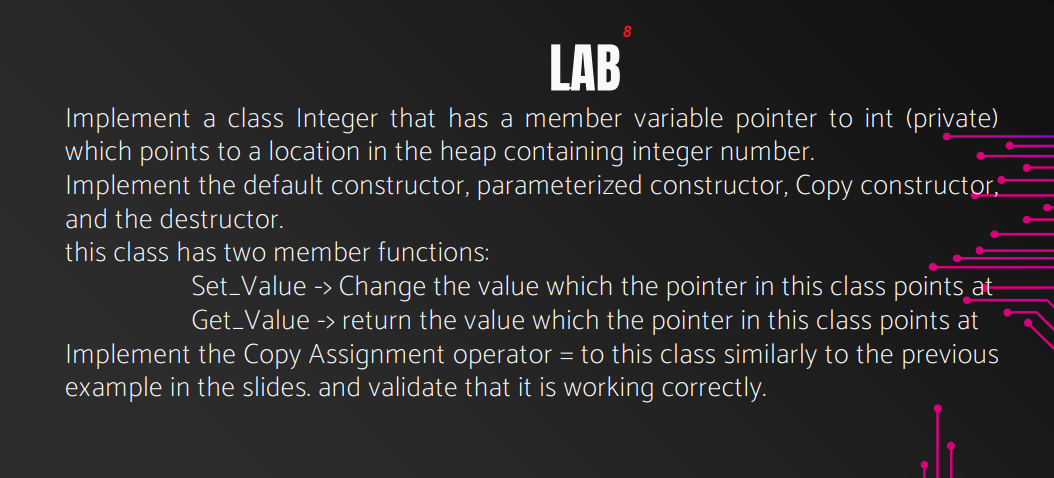 8
LAB
Implement a class Integer that has a member variable pointer to int (private)
which points to a location in the heap containing integer number.
Implement the default constructor, parameterized constructor, Copy constructor,
and the destructor.
this class has two member functions:
Set_Value -> Change the value which the pointer in this class points at
Get_Value -> return the value which the pointer in this class points at
Implement the Copy Assignment operator = to this class similarly to the previous
example in the slides. and validate that it is working correctly.